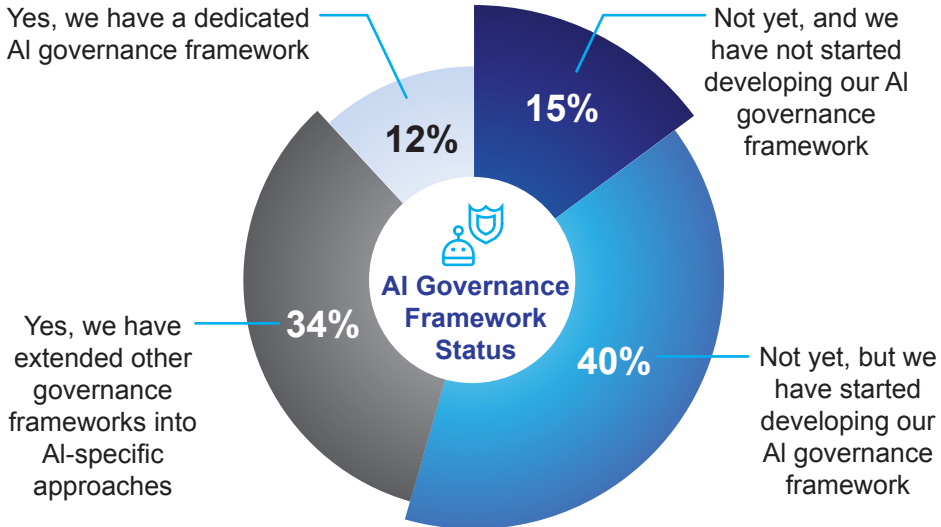 Yes, we have a dedicated
AI governance framework
12%
Not yet, and we
have not started
developing our AI
governance
framework
15%
AI Governance
Framework
Status
Yes, we have
extended other
governance
frameworks into
AI-specific
approaches
34%
40%
Not yet, but we
have started
developing our
AI governance
framework